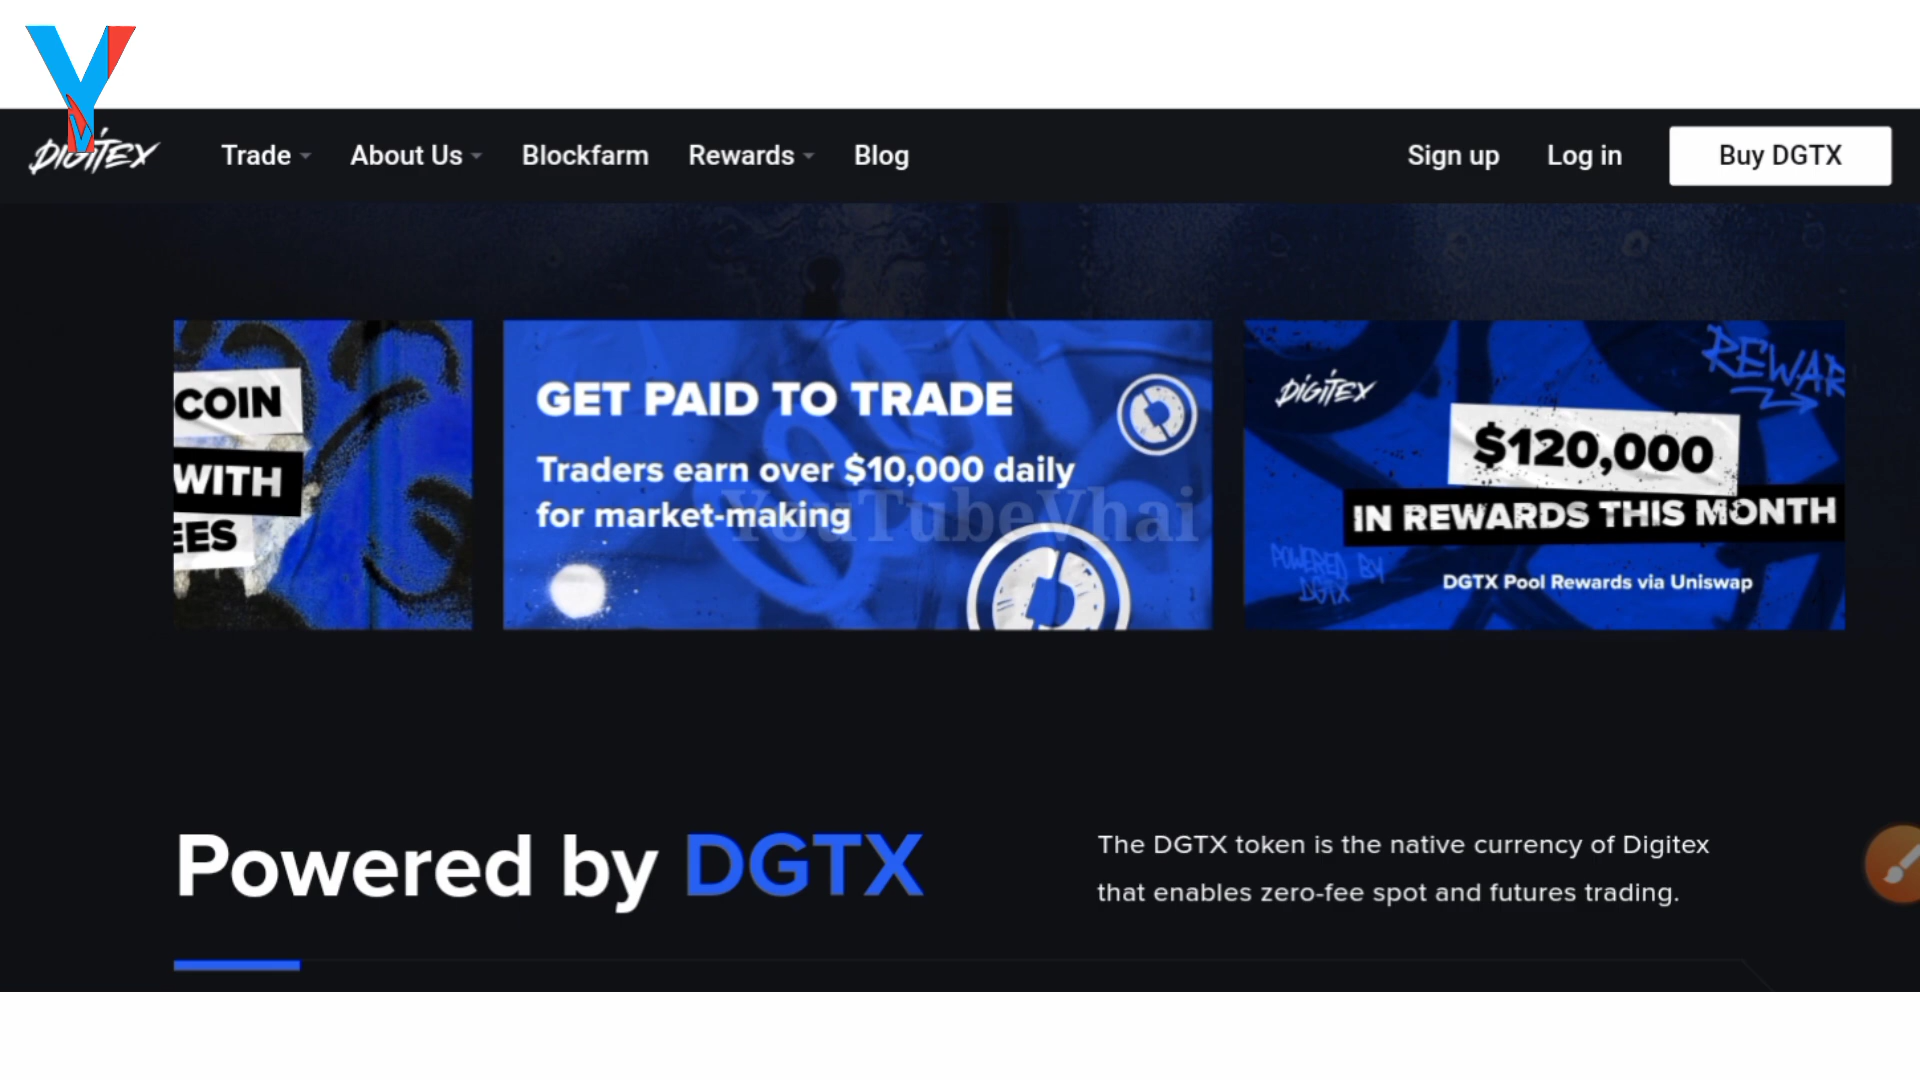 Y
DIGITEX
Trade
About Us
Blockfarm
Rewards
Blog
Sign up
Log in
Buy DGTX
COIN
WITH
EES
GET PAID TO TRADE
Traders earn over $10,000 daily
for market-making
YouTubeVhai
DIGITEX
REWAR
$120,000
IN REWARDS THIS MONTH
POWERED BY
DGTX
DGTX Pool Rewards via Uniswap
Powered by DGTX
The DGTX token is the native currency of Digitex
that enables zero-fee spot and futures trading.